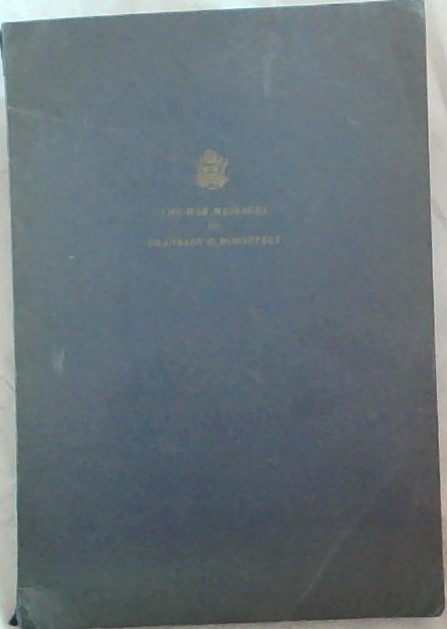 THE WAR MESSAGES
OF
FRANKLIN D. ROOSEVELT